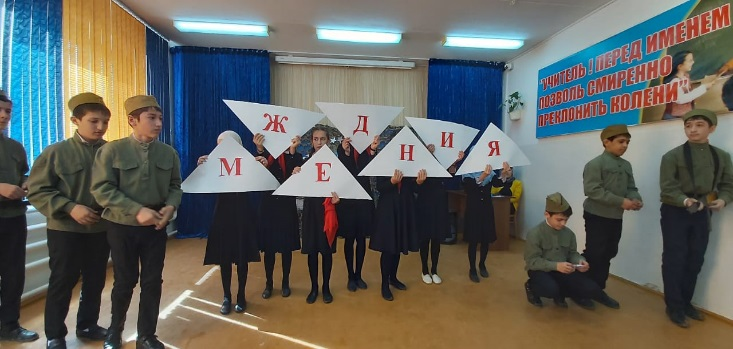 Ж Д
М Е Н И Я
"УЧИТЕЛЬ ! ПЕРЕД ИМЕНЕМ
ПОЗВОЛЬ СМИРЕННО
ПРЕКЛОНИТЬ КОЛЕНИ"